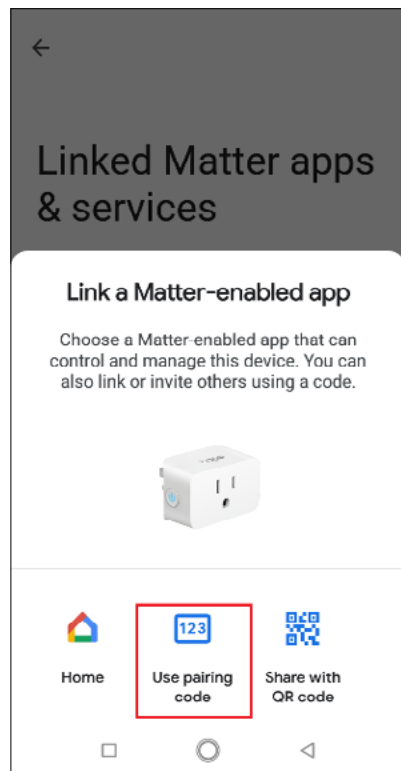 Linked Matter apps
& services
Link a Matter-enabled app
Choose a Matter-enabled app that can
control and manage this device. You can
also link or invite others using a code.
123
Home
Use pairing
code
Share with
QR code